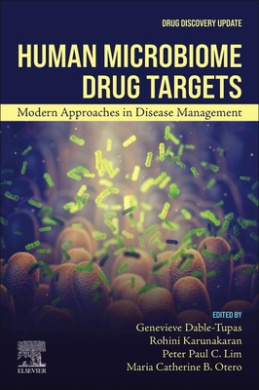 DRUG DISCOVERY UPDATE
HUMAN MICROBIOME
DRUG TARGETS
Modern Approaches in Disease Management
EDITED BY
Genevieve Dable-Tupas
Rohini Karunakaran
Peter Paul C. Lim
Maria Catherine B. Otero
ELSEVIER